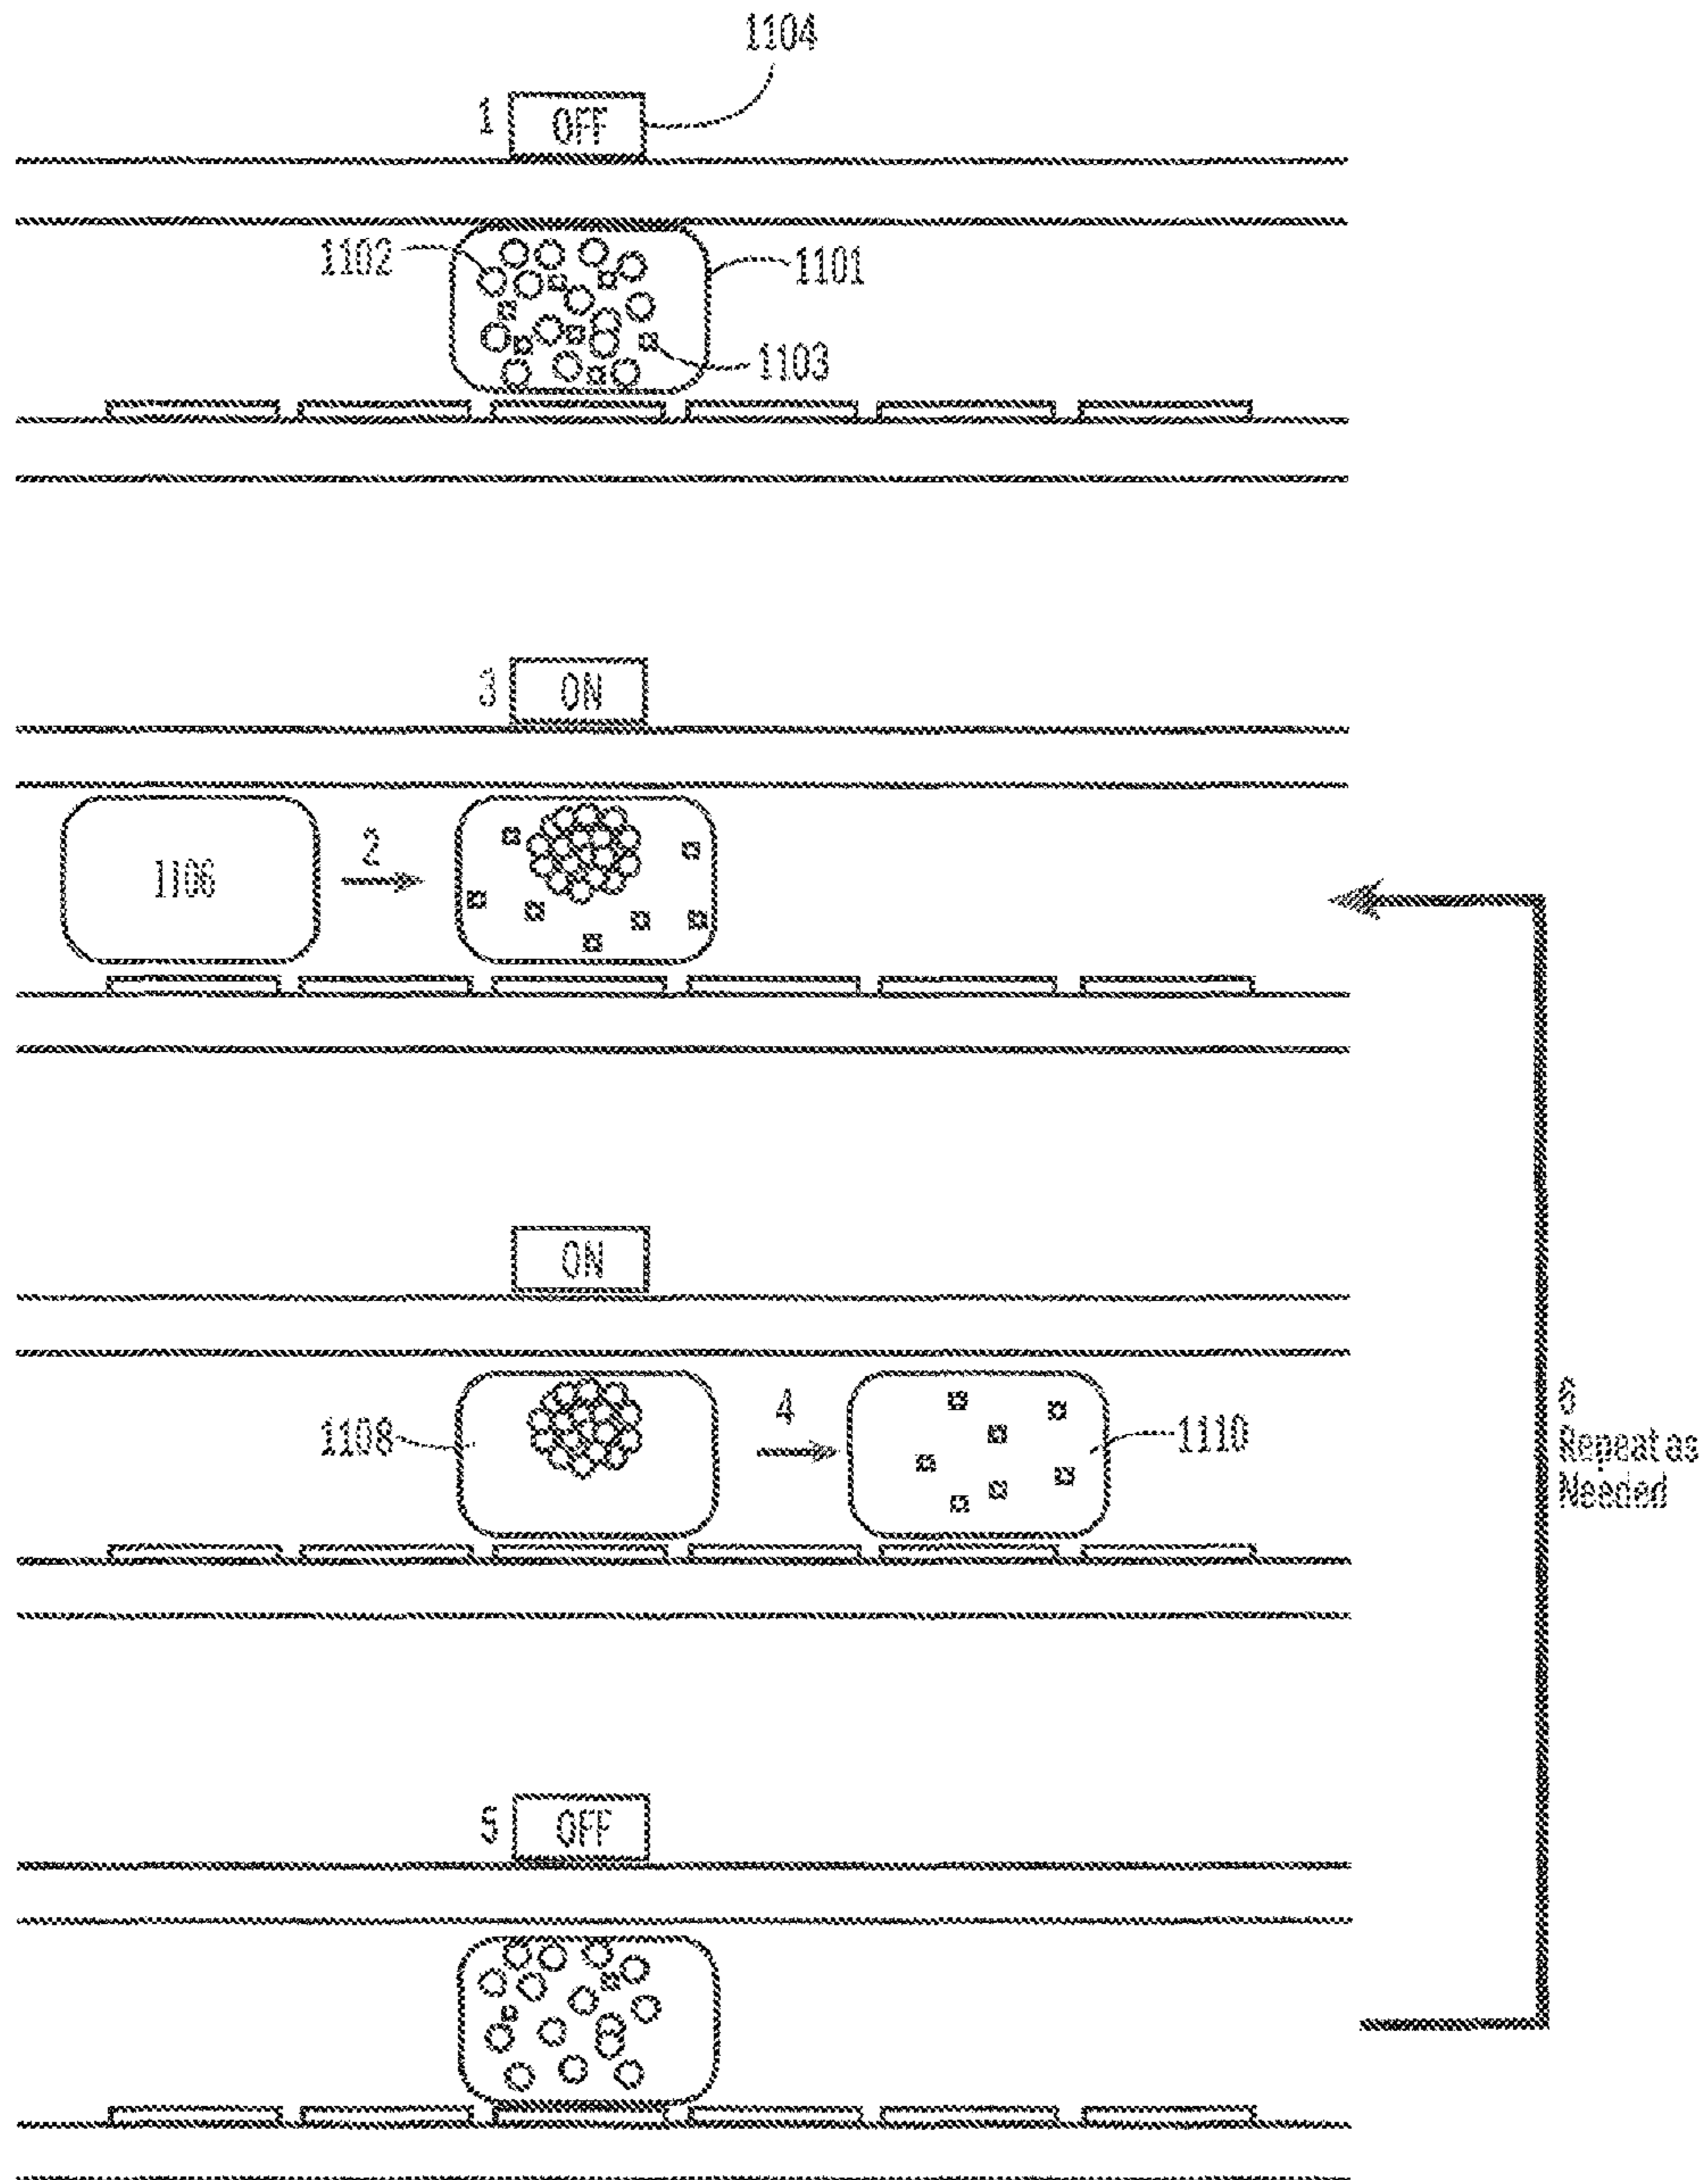 1104
1 OFF
1102
1101
1103
3 ON
1106
2
ON
1108
4
1110
6
Repeat as
Needed
5 OFF